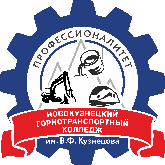 ПРОФЕССИОНАЛИТЕТ
НОВОКУЗНЕЦКИЙ
ГОРНОТРАНСПОРТНЫЙ
КОЛЛЕДЖ
им. В.Ф. Кузнецова